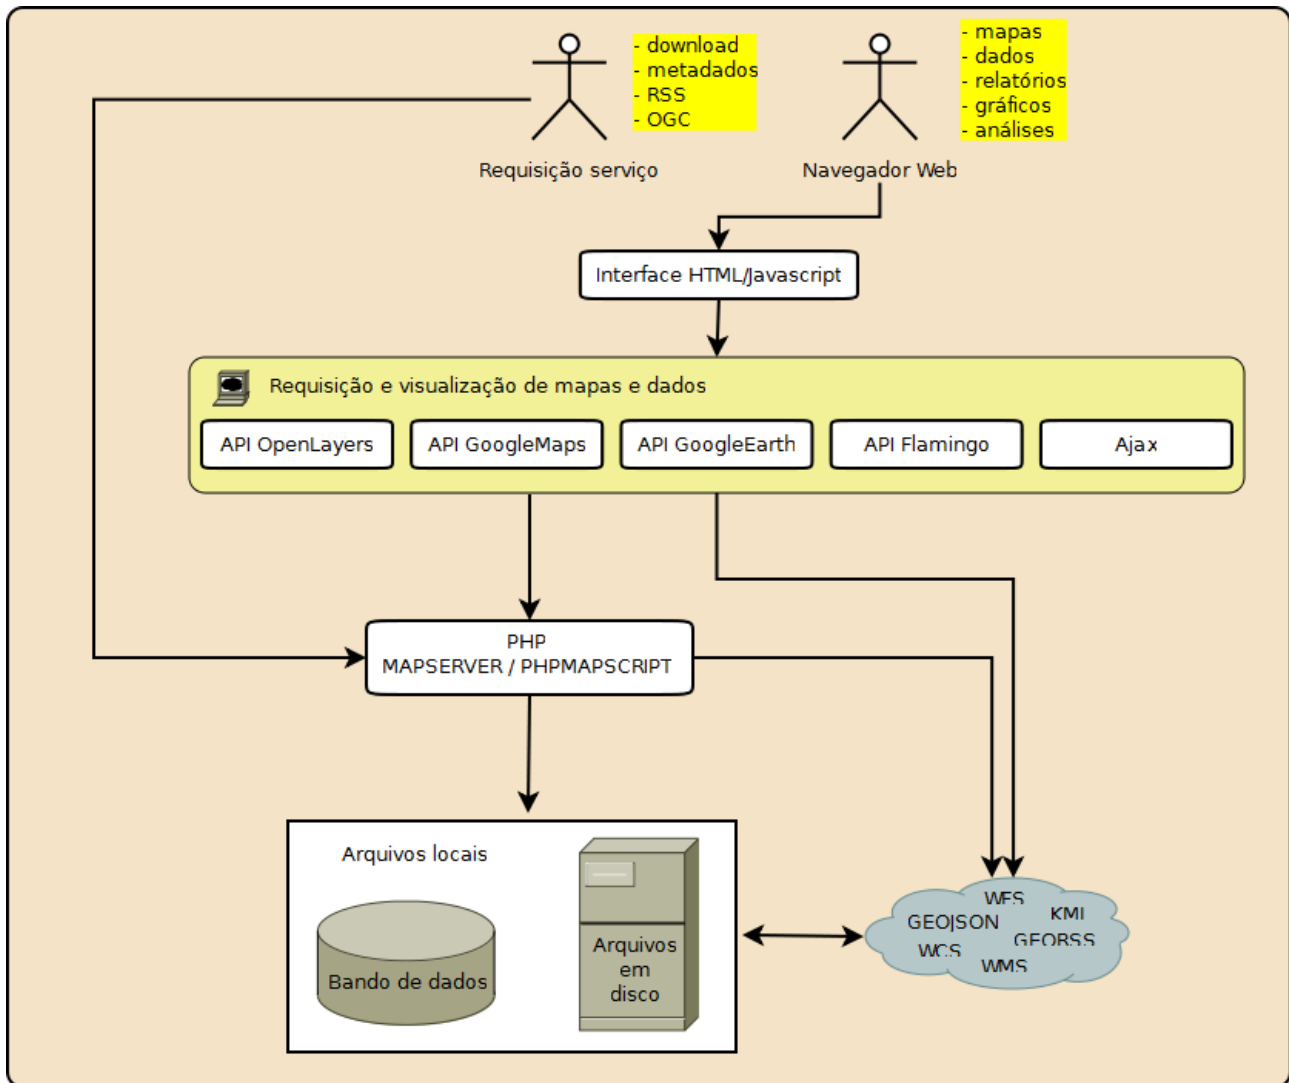 - download
- metadados
- RSS
- OGC
Requisição serviço
- mapas
- dados
- relatórios
- gráficos
- análises
Navegador Web
Interface HTML/Javascript
Requisição e visualização de mapas e dados
API OpenLayers
API GoogleMaps
API GoogleEarth
API Flamingo
Ajax
PHP
MAPSERVER / PHPMAPSCRIPT
Arquivos locais
Bando de dados
Arquivos
em
disco
WFS
KML
GEOJSON
GEORSS
WCS
WMS